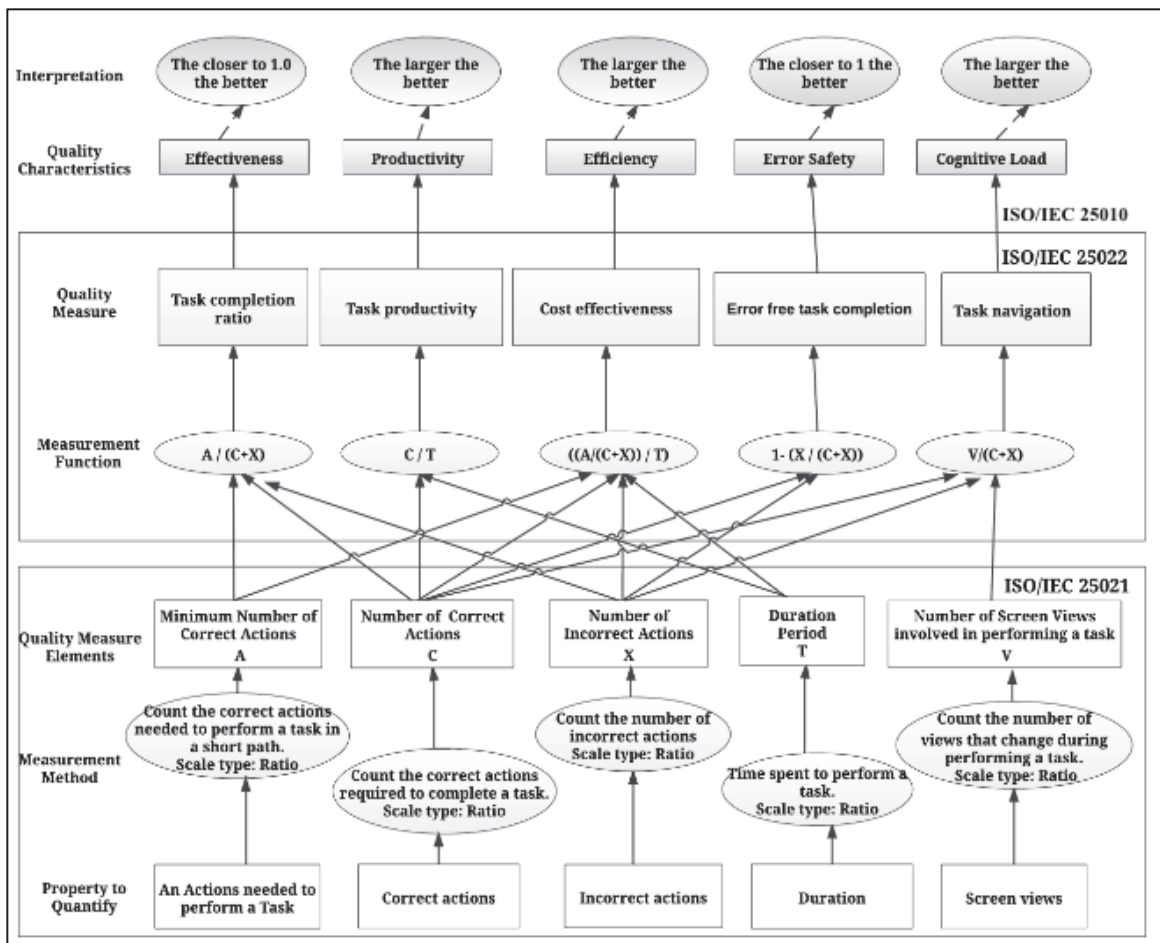 Interpretation
The closer to 1.0
the better
The larger the
better
The larger the
better
The closer to 1 the
better
The larger the
better
Quality
Characteristics
Effectiveness
Productivity
Efficiency
Error Safety
Cognitive Load
ISO/IEC 25010
ISO/IEC 25022
Quality
Measure
Task completion
ratio
Task productivity
Cost effectiveness
Error free task completion
Task navigation
Measurement
Function
A / (C+X)
C / T
((A/(C+X)) / T)
1- (X / (C+X))
V/(C+X)
ISO/IEC 25021
Quality Measure
Elements
Minimum Number of
Correct Actions
A
Number of Correct
Actions
C
Number of
Incorrect Actions
X
Duration
Period
T
Number of Screen Views
involved in performing a task
V
Measurement
Method
Count the correct actions
needed to perform a task in
a short path.
Scale type: Ratio
Count the correct actions
required to complete a task.
Scale type: Ratio
Count the number of
incorrect actions
Scale type: Ratio
Time spent to perform a
task.
Scale type: Ratio
Count the number of
views that change during
performing a task.
Scale type: Ratio
Property to
Quantify
An Actions needed to
perform a Task
Correct actions
Incorrect actions
Duration
Screen views